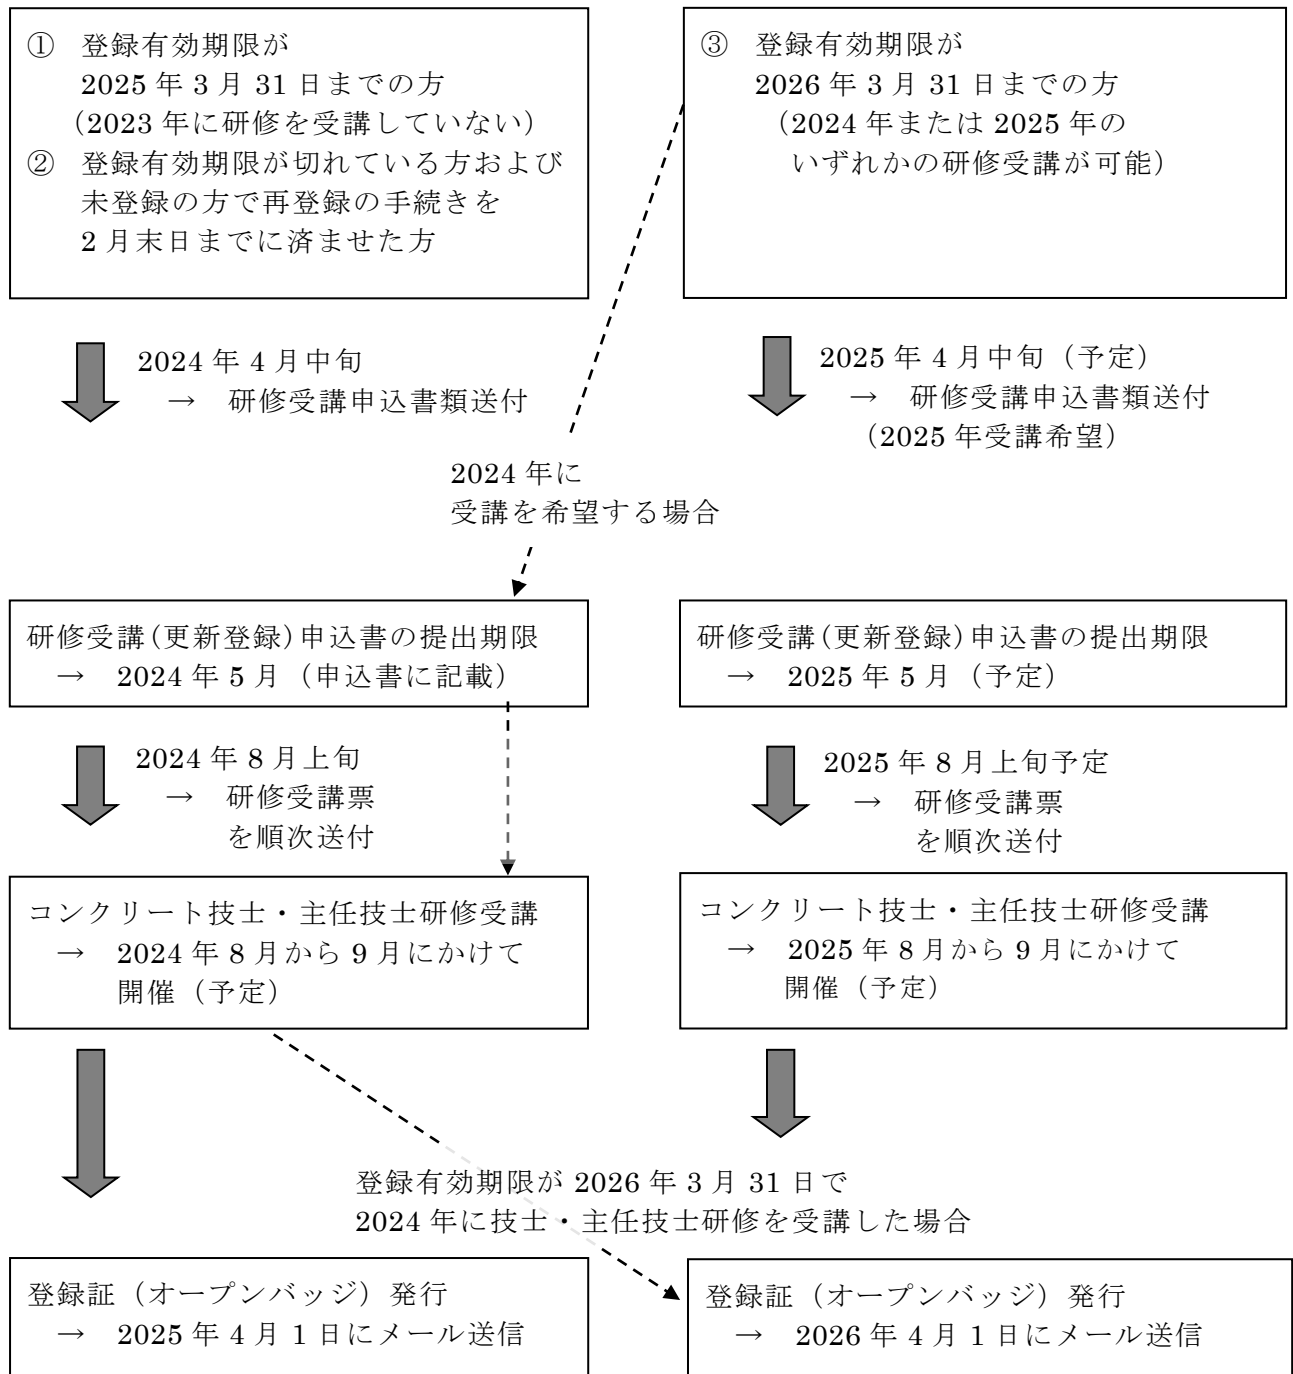 ① 登録有効期限が
2025 年 3 月 31 日までの方
（2023 年に研修を受講していない）
② 登録有効期限が切れている方および
未登録の方で再登録の手続きを
2 月末日までに済ませた方
③ 登録有効期限が
2026 年 3 月 31 日までの方
（2024 年または 2025 年の
いずれかの研修受講が可能）
2024 年 4 月中旬
→ 研修受講申込書類送付
2025 年 4 月中旬（予定）
→ 研修受講申込書類送付
（2025 年受講希望）
2024 年に
受講を希望する場合
研修受講（更新登録）申込書の提出期限
→ 2024 年 5 月（申込書に記載）
研修受講（更新登録）申込書の提出期限
→ 2025 年 5 月（予定）
2024 年 8 月上旬
→ 研修受講票
を順次送付
2025 年 8 月上旬予定
→ 研修受講票
を順次送付
コンクリート技士・主任技士研修受講
→ 2024 年 8 月から 9 月にかけて
開催（予定）
コンクリート技士・主任技士研修受講
→ 2025 年 8 月から 9 月にかけて
開催（予定）
登録有効期限が 2026 年 3 月 31 日で
2024 年に技士・主任技士研修を受講した場合
登録証（オープンバッジ）発行
→ 2025 年 4 月 1 日にメール送信
登録証（オープンバッジ）発行
→ 2026 年 4 月 1 日にメール送信